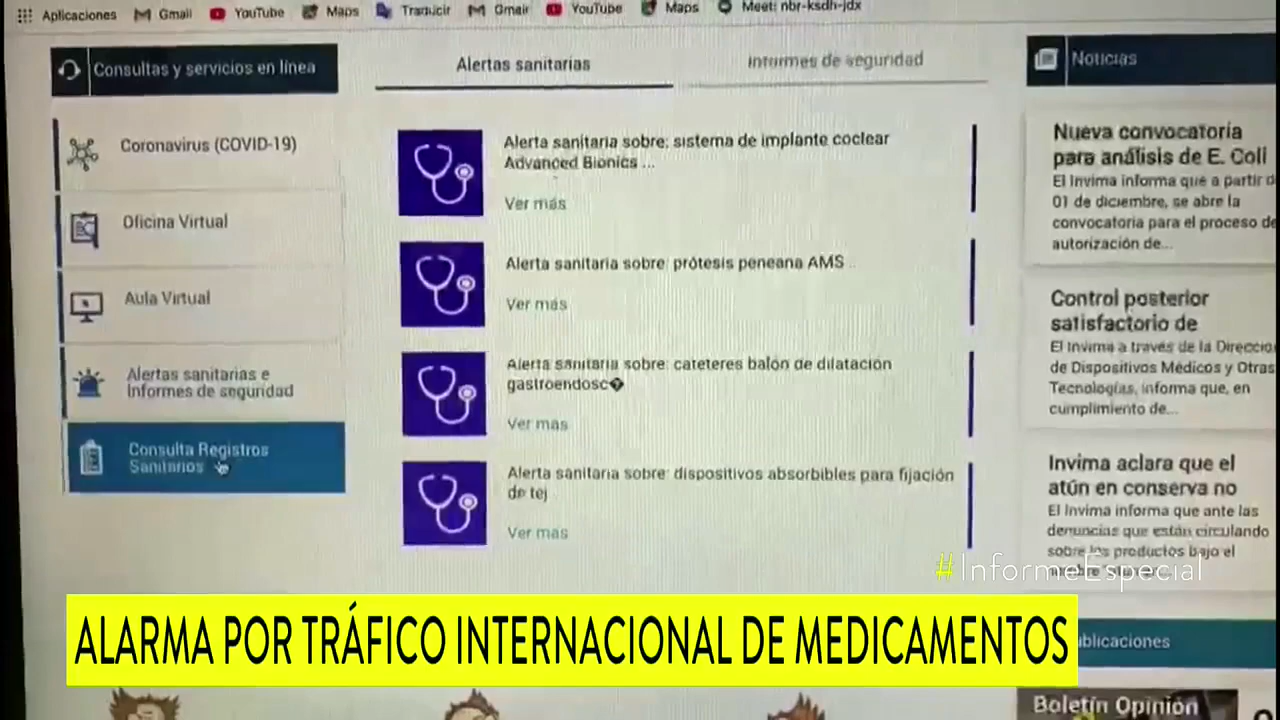 Aplicaciones Gmail YouTube Maps Traducir Gmail YouTube Maps Meet: nbr-ksdh-jdx
Consultas y servicios en línea
Coronavirus (COVID-19)
Oficina Virtual
Aula Virtual
Alertas sanitarias e
Informes de seguridad
Consulta Registros
Sanitarios
Alertas sanitarias
Informes de seguridad
Alerta sanitaria sobre: sistema de implante coclear
Advanced Bionics ...
Ver más
Alerta sanitaria sobre: prótesis peneana AMS ...
Ver más
Alerta sanitaria sobre: catéteres balón de dilatación
gastroendosc�
Ver más
Alerta sanitaria sobre: dispositivos absorbibles para fijación
de tej
Ver más
Noticias
Nueva convocatoria
para análisis de E. Coli
El Invima informa que a partir d
01 de diciembre, se abre la
convocatoria para el proceso de
autorización de...
Control posterior
satisfactorio de
El Invima a través de la Direcció
de Dispositivos Médicos y Otras
Tecnologías, informa que, en
cumplimiento de...
Invima aclara que el
atún en conserva no
El Invima informa que ante las
denuncias que están circulando
sobre los productos bajo el
nombre
#InformeEspecial
ALARMA POR TRÁFICO INTERNACIONAL DE MEDICAMENTOS
ublicaciones
Boletín Opinión